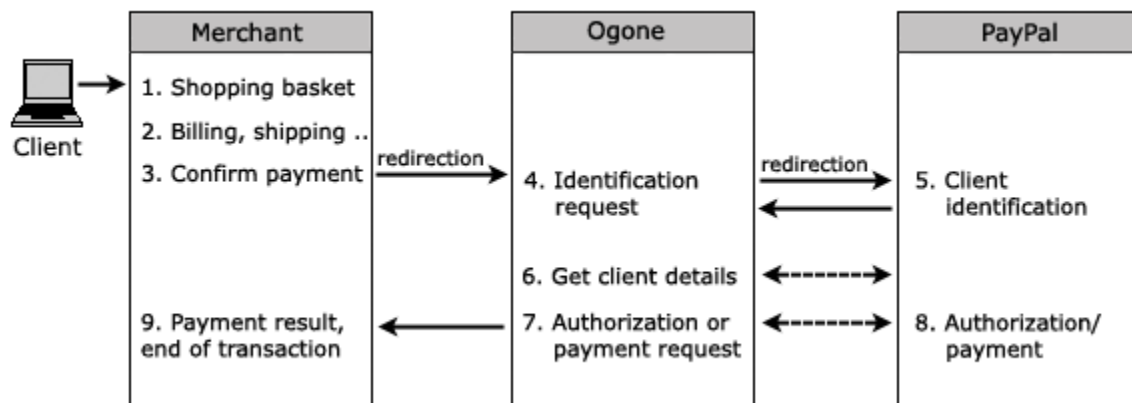 Merchant
Ogone
PayPal
Client
1. Shopping basket
2. Billing, shipping ..
3. Confirm payment
redirection
4. Identification
request
redirection
5. Client
identification
6. Get client details
7. Authorization or
payment request
8. Authorization/
payment
9. Payment result,
end of transaction